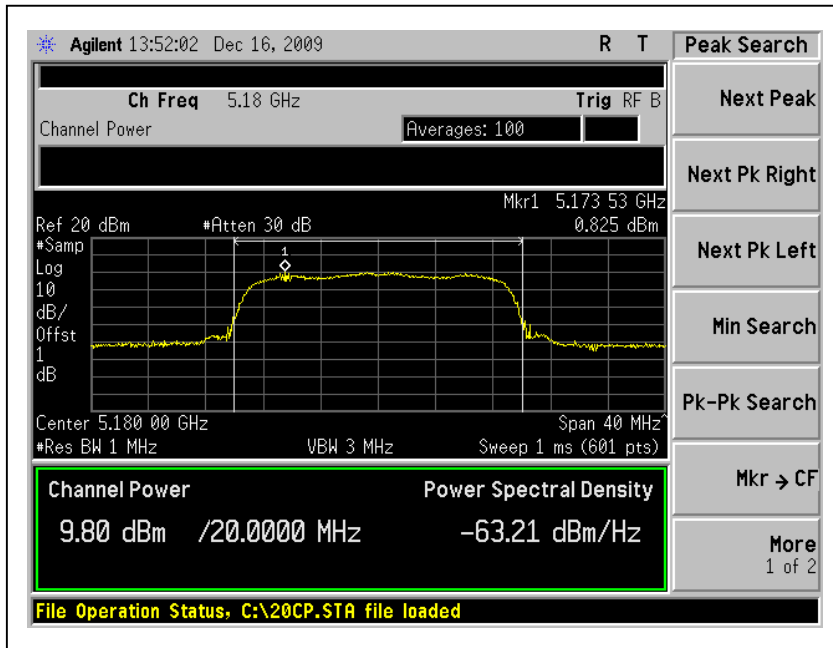 Agilent 13:52:02 Dec 16, 2009 R T
Peak Search
Ch Freq 5.18 GHz Trig RF B
Channel Power Averages: 100
Mkr1 5.173 53 GHz
Ref 20 dBm #Atten 30 dB 0.825 dBm
#Samp
Log
10
dB/
Offst
1
dB
1
Center 5.180 00 GHz Span 40 MHz^
#Res BW 1 MHz VBW 3 MHz Sweep 1 ms (601 pts)
Channel Power Power Spectral Density
9.80 dBm /20.0000 MHz -63.21 dBm/Hz
File Operation Status, C:\20CP.STA file loaded
Next Peak
Next Pk Right
Next Pk Left
Min Search
Pk-Pk Search
Mkr → CF
More
1 of 2